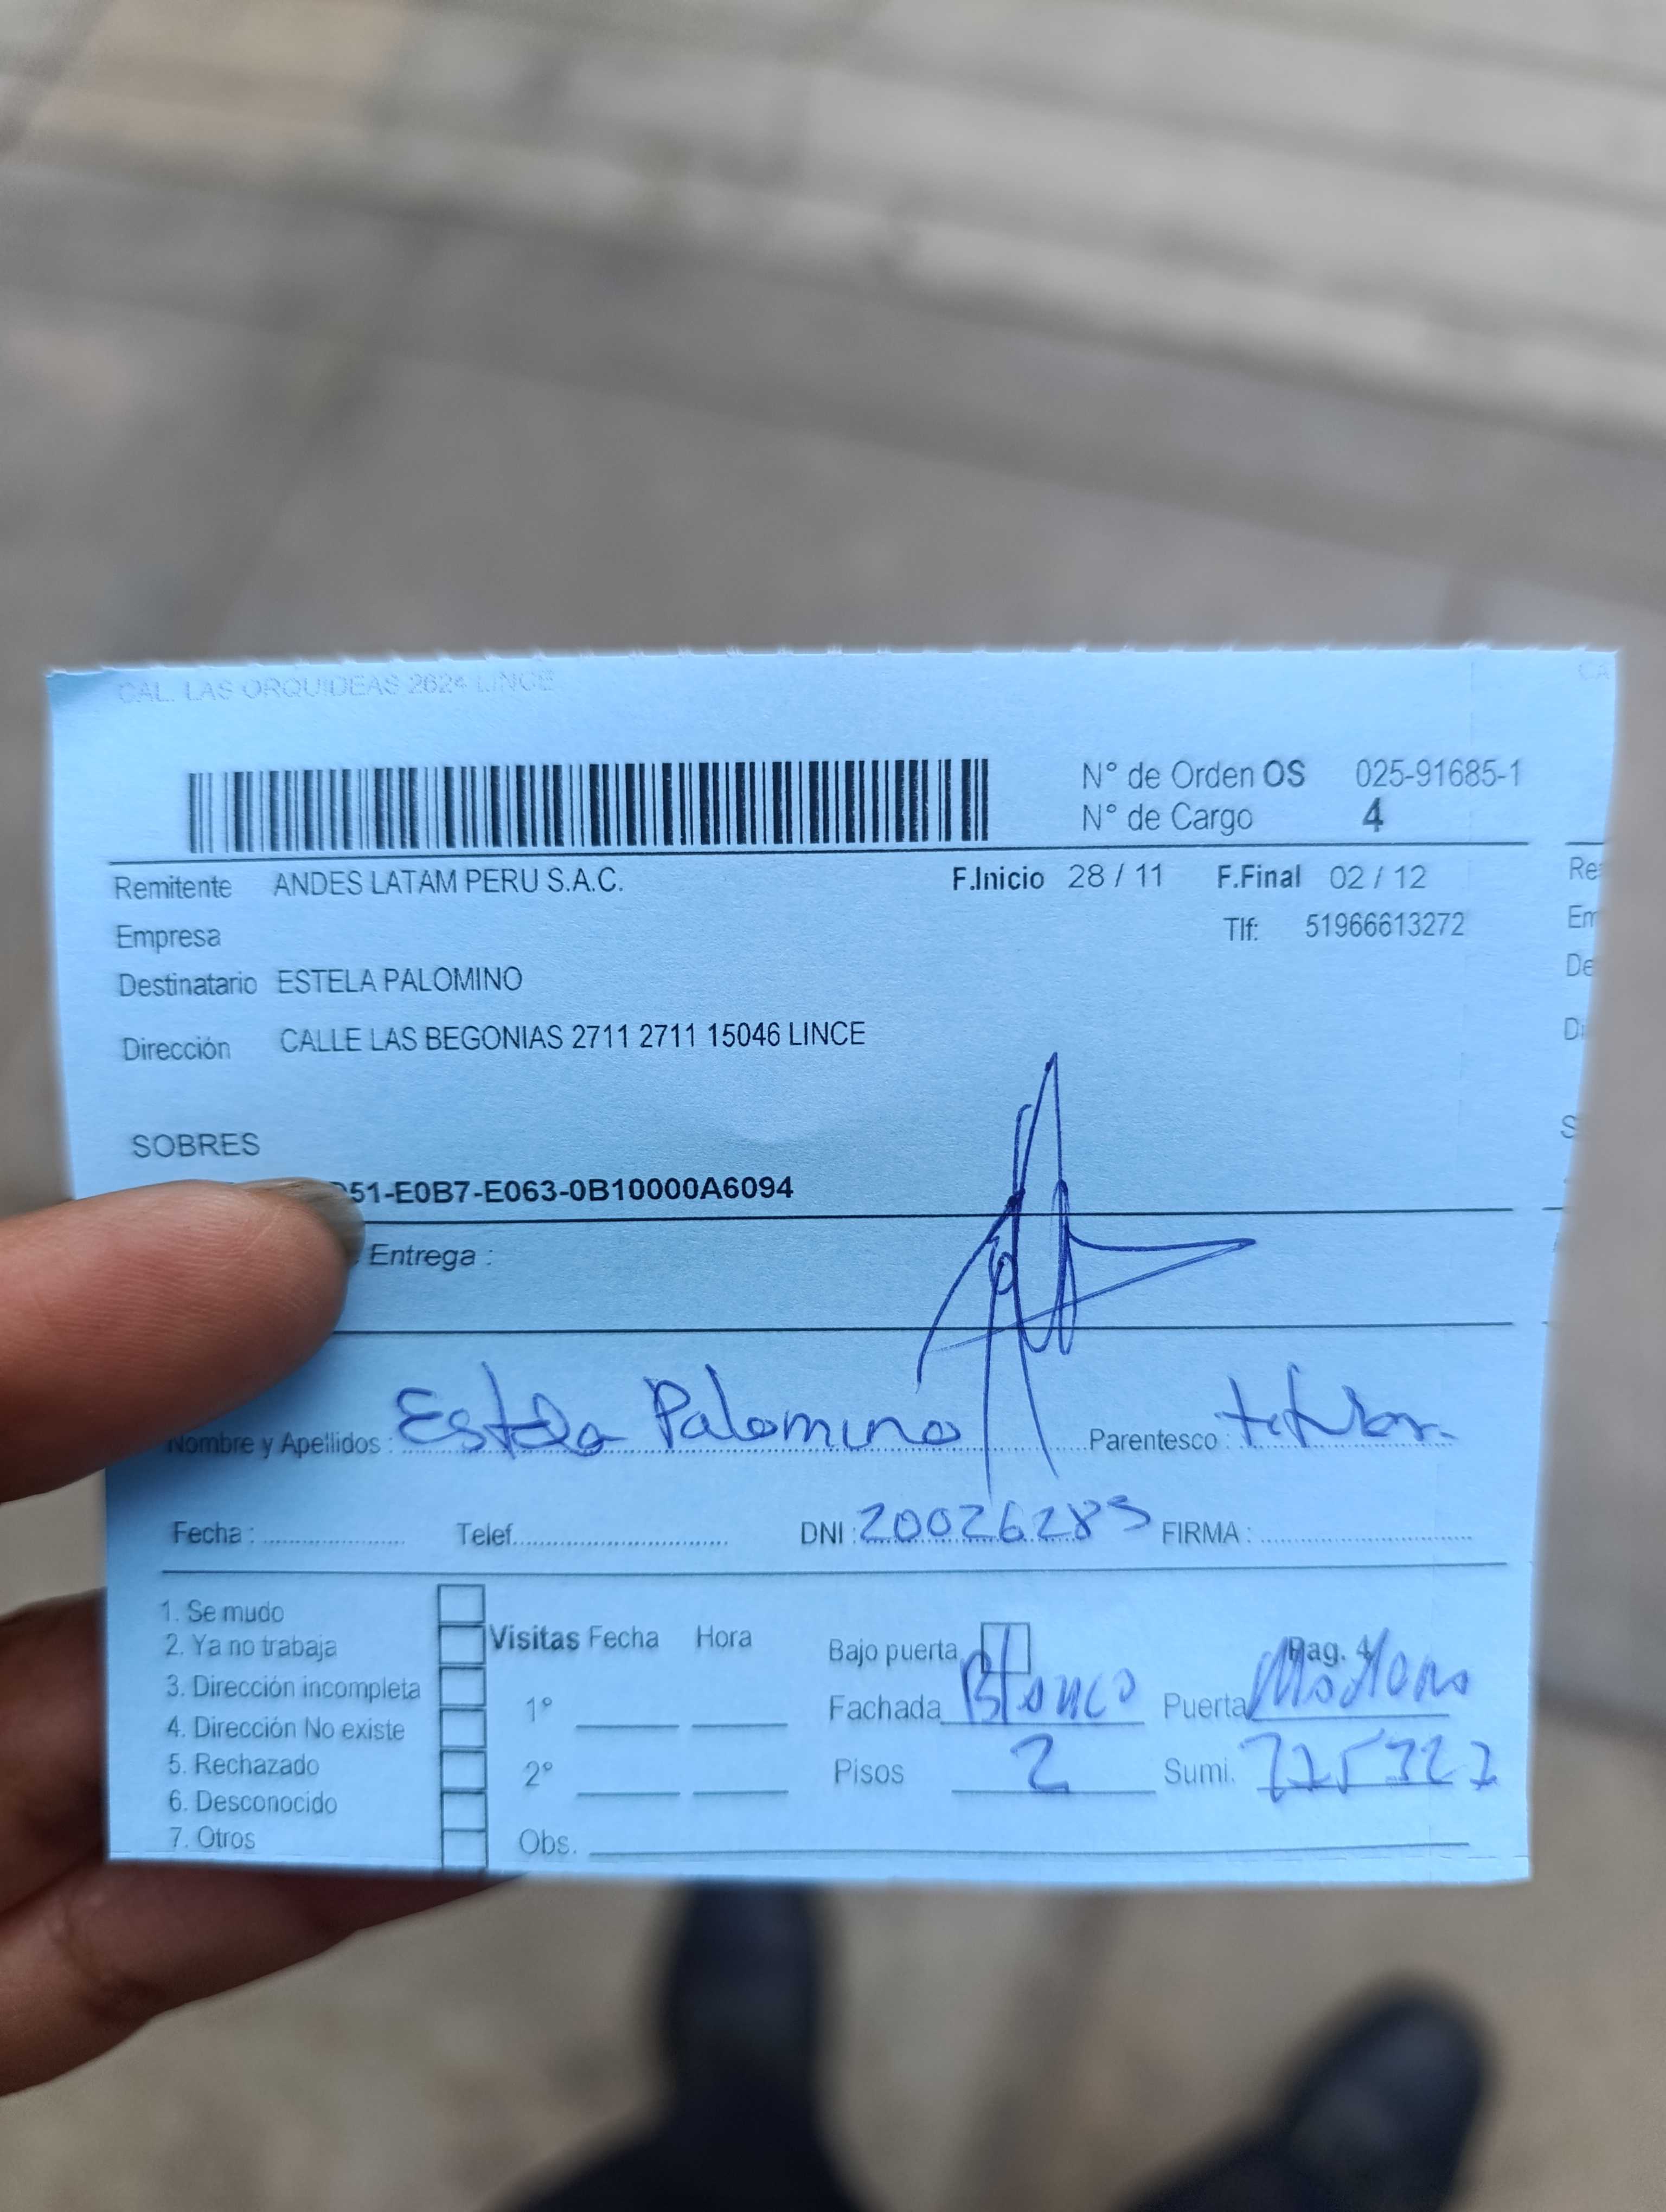 CAL. LAS ORQUIDEAS 2624 LINCE
N° de Orden OS 025-91685-1
N° de Cargo 4
Remitente ANDES LATAM PERU S.A.C. F.Inicio 28 / 11 F.Final 02 / 12
Empresa Tlf: 51966613272
Destinatario ESTELA PALOMINO
Dirección CALLE LAS BEGONIAS 2711 2711 15046 LINCE
SOBRES
51-E0B7-E063-0B10000A6094
Entrega :
Nombre y Apellidos : Estela Palomino Parentesco : titular
Fecha : Telef. DNI : 20026283 FIRMA :
1. Se mudo
2. Ya no trabaja Visitas Fecha Hora Bajo puerta Pag. 4
3. Dirección incompleta 1° Fachada Blanco Puerta
4. Dirección No existe
5. Rechazado 2° Pisos 2 Sumi.
6. Desconocido
7. Otros Obs.